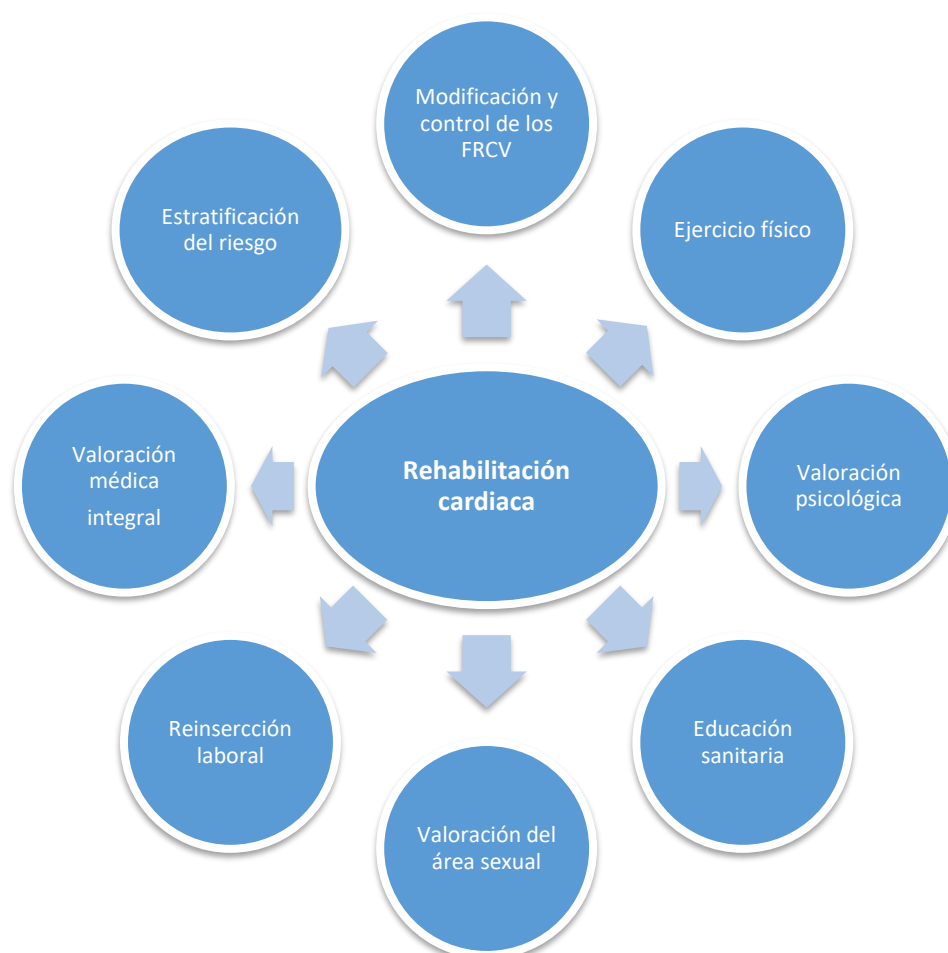 Modificación y
control de los
FRCV
Estratificación
del riesgo
Ejercicio físico
Valoración
médica
integral
Rehabilitación
cardiaca
Valoración
psicológica
Reinsercción
laboral
Educación
sanitaria
Valoración del
área sexual